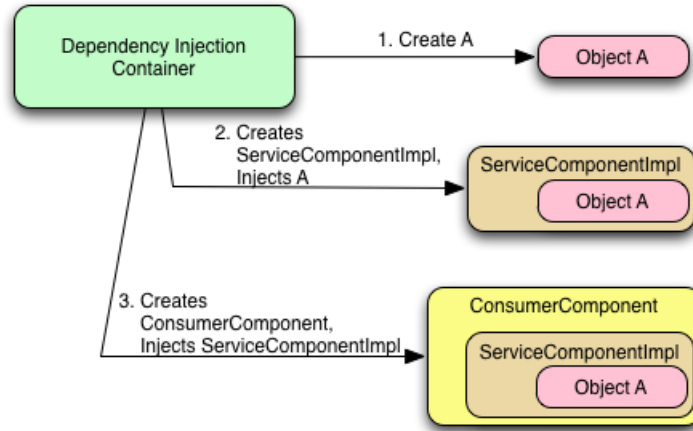 Dependency Injection
Container
1. Create A
Object A
2. Creates
ServiceComponentImpl,
Injects A
ServiceComponentImpl
Object A
3. Creates
ConsumerComponent,
Injects ServiceComponentImpl
ConsumerComponent
ServiceComponentImpl
Object A